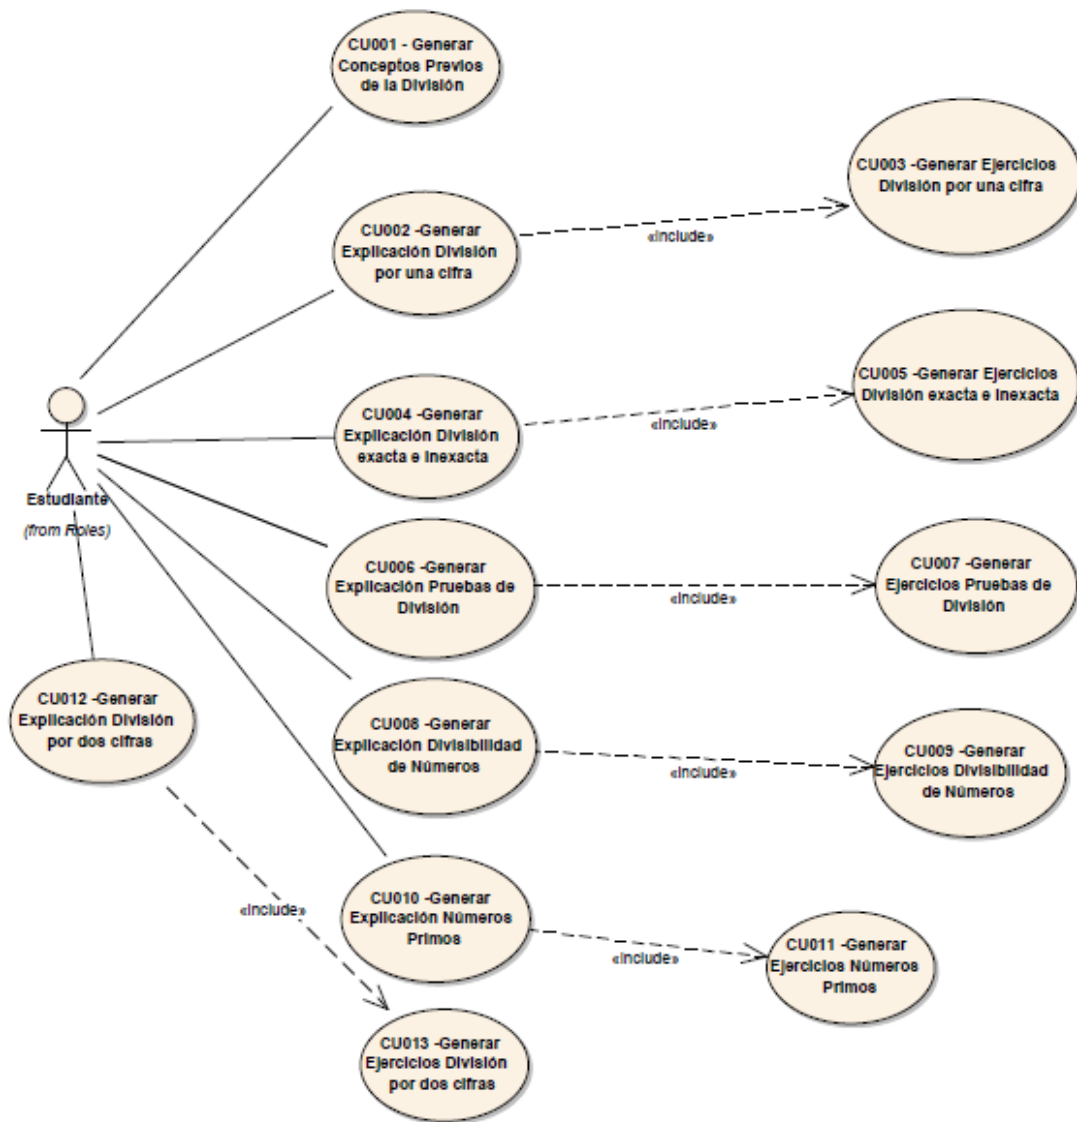 CU001 - Generar
Conceptos Previos
de la División
CU003 -Generar Ejercicios
División por una cifra
CU002 -Generar
Explicación División
por una cifra
«include»
CU005 -Generar Ejercicios
División exacta e inexacta
CU004 -Generar
Explicación División
exacta e inexacta
«include»
Estudiante
(from Roles)
CU006 -Generar
Explicación Pruebas de
División
«include»
CU007 -Generar
Ejercicios Pruebas de
División
CU012 -Generar
Explicación División
por dos cifras
CU008 -Generar
Explicación Divisibilidad
de Números
«include»
CU009 -Generar
Ejercicios Divisibilidad
de Números
«include»
CU010 -Generar
Explicación Números
Primos
«include»
CU011 -Generar
Ejercicios Números
Primos
CU013 -Generar
Ejercicios División
por dos cifras